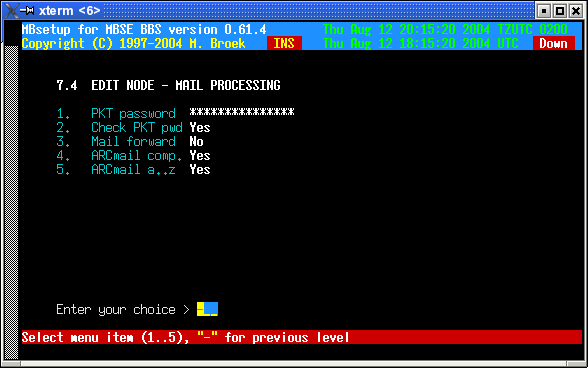 xterm <6>
MBsetup for MBSE BBS version 0.61.4 Thu Aug 12 20:15:20 2004 TZUTC 0200
Copyright (C) 1997-2004 M. Broek INS Thu Aug 12 18:15:20 2004 UTC Down
7.4 EDIT NODE - MAIL PROCESSING
1. PKT password ***************
2. Check PKT pwd Yes
3. Mail forward No
4. ARCmail comp. Yes
5. ARCmail a..z Yes
Enter your choice > -
Select menu item (1..5), "-" for previous level